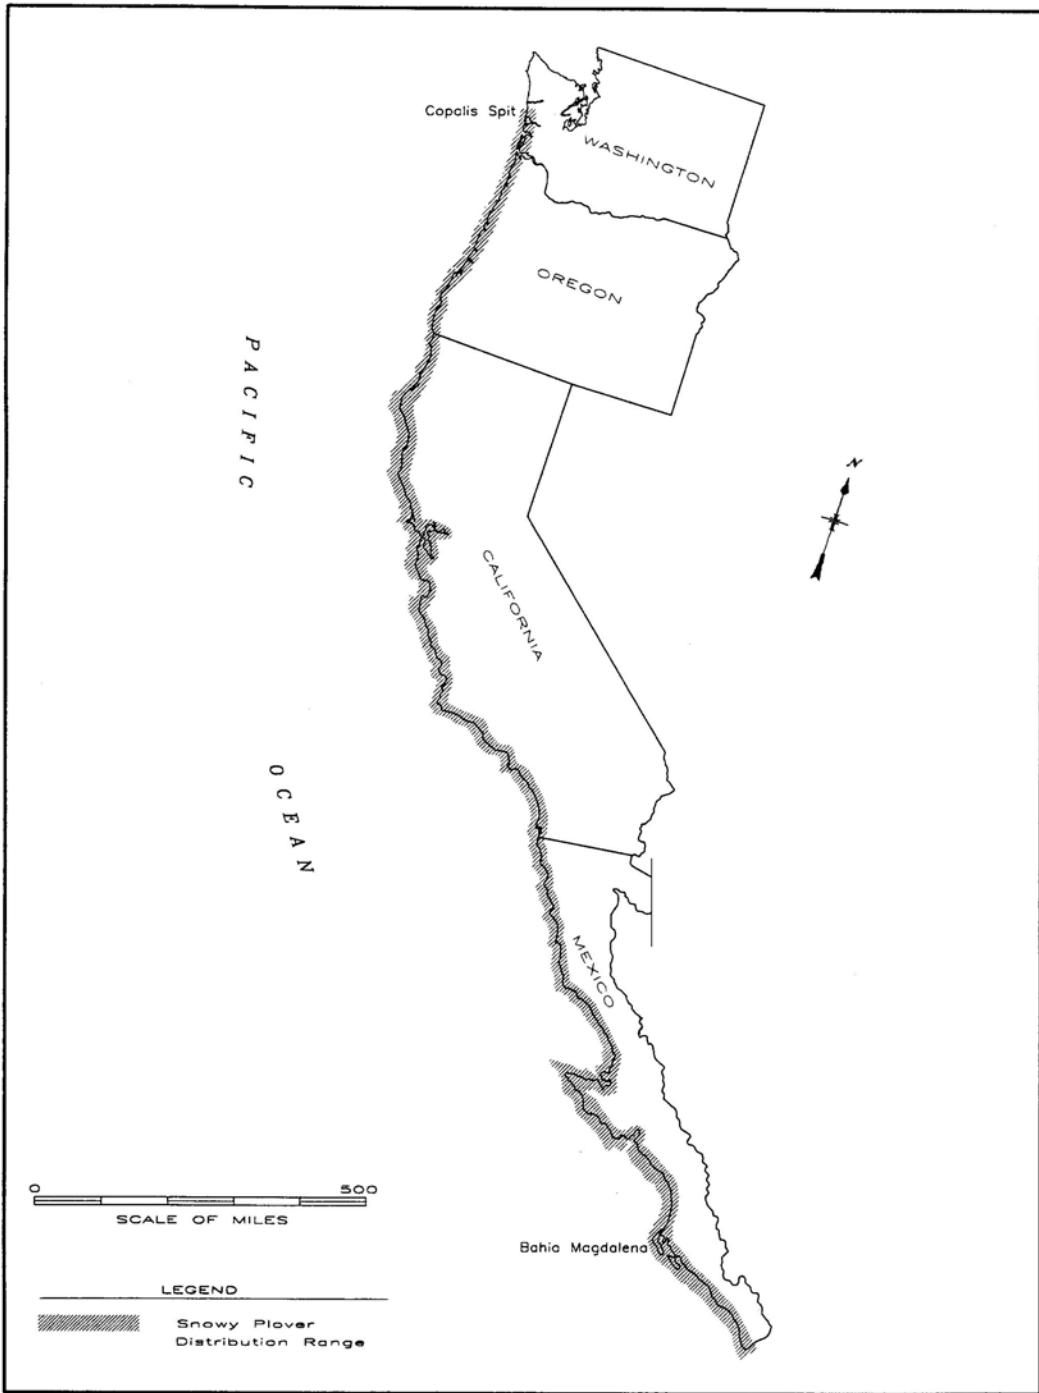 Copalis Spit
WASHINGTON
OREGON
PACIFIC
N
CALIFORNIA
OCEAN
MEXICO
0 500
SCALE OF MILES
Bahia Magdalena
LEGEND
Snowy Plover
Distribution Range